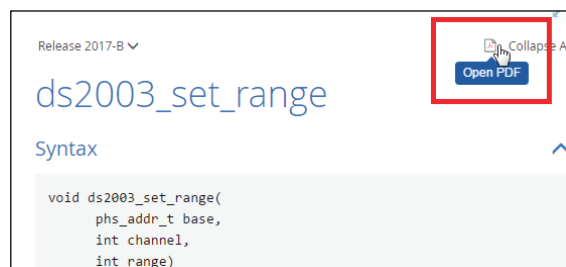 Release 2017-B
Collapse A
Open PDF
ds2003_set_range
Syntax
void ds2003_set_range(
phs_addr_t base,
int channel,
int range)